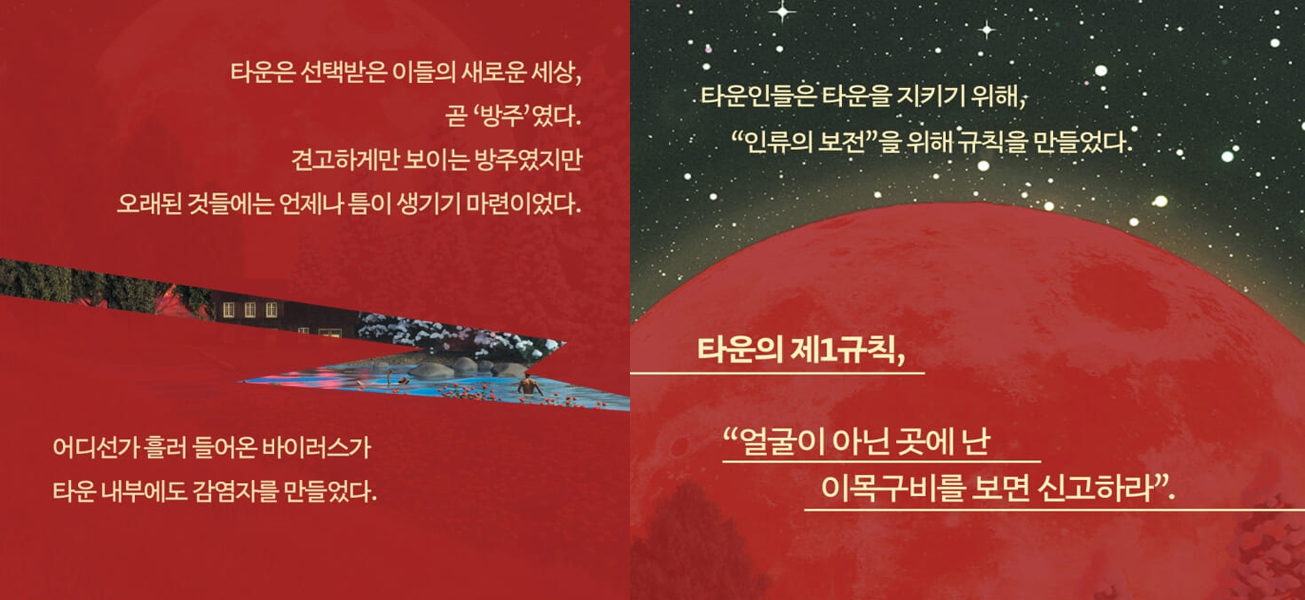 타운은 선택받은 이들의 새로운 세상,
곧 ‘방주’였다.
견고하게만 보이는 방주였지만
오래된 것들에는 언제나 틈이 생기기 마련이었다.
어디선가 흘러 들어온 바이러스가
타운 내부에도 감염자를 만들었다.
타운인들은 타운을 지키기 위해,
“인류의 보전”을 위해 규칙을 만들었다.
타운의 제1규칙,
“얼굴이 아닌 곳에 난
이목구비를 보면 신고하라”.